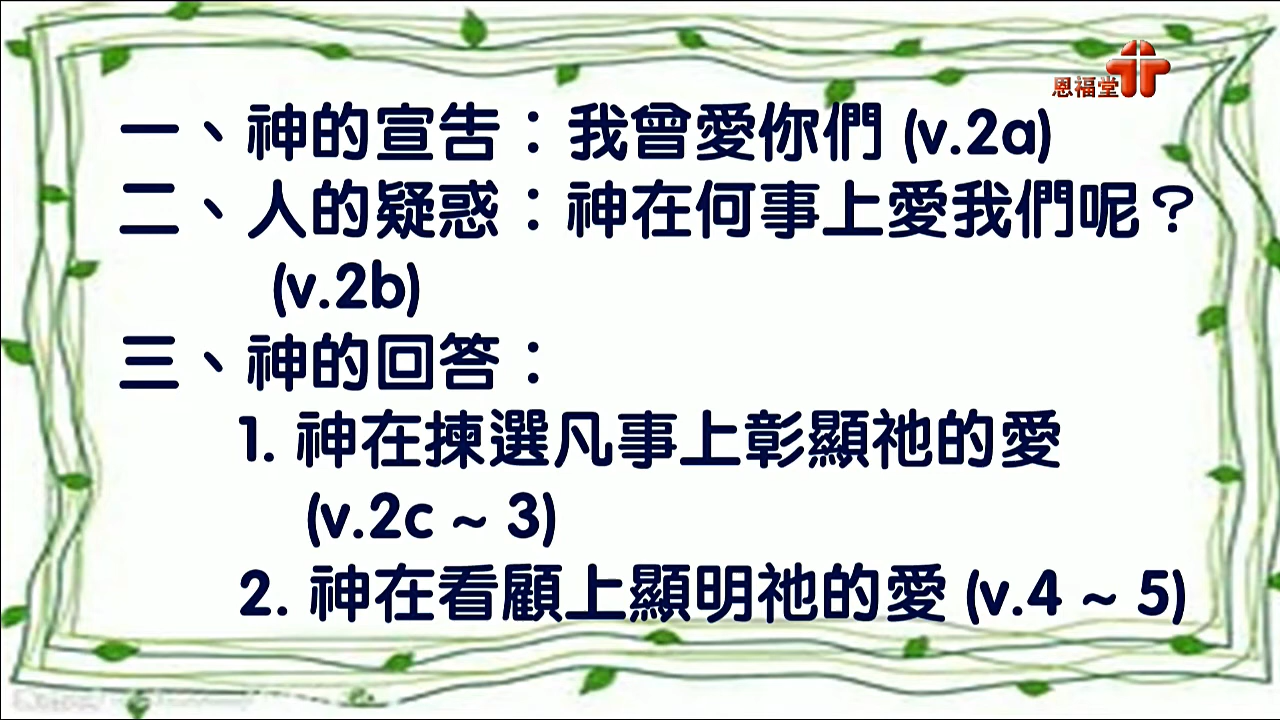 恩福堂
一、神的宣告：我曾愛你們 (v.2a)
二、人的疑惑：神在何事上愛我們呢？
(v.2b)
三、神的回答：
1. 神在揀選凡事上彰顯祂的愛
(v.2c ~ 3)
2. 神在看顧上顯明祂的愛 (v.4 ~ 5)